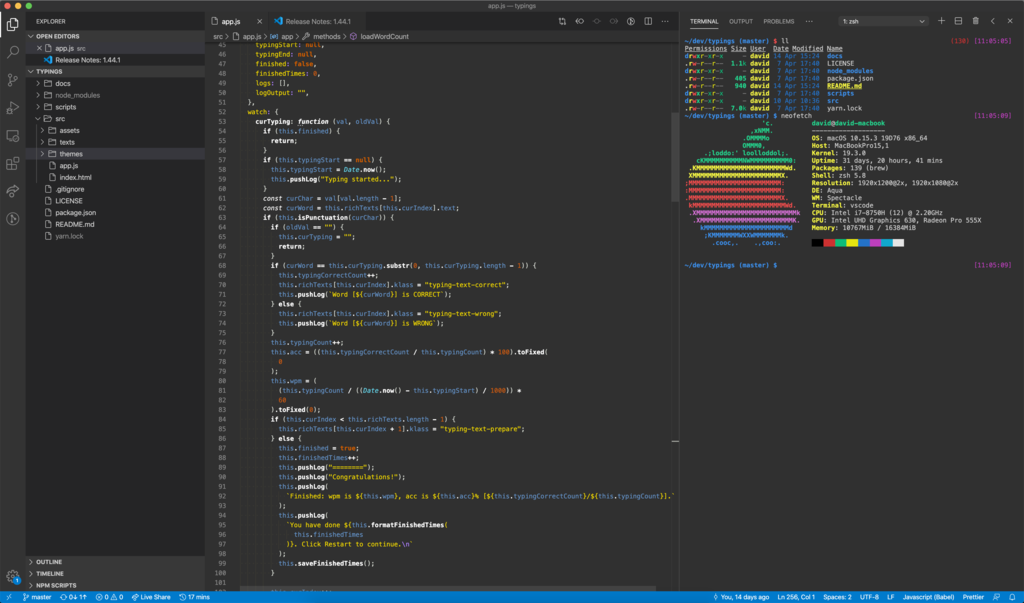 app.js — typings
EXPLORER
OPEN EDITORS
app.js src
Release Notes: 1.44.1
TYPINGS
docs
node_modules
scripts
src
assets
texts
themes
app.js
index.html
.gitignore
LICENSE
package.json
README.md
yarn.lock
OUTLINE
TIMELINE
NPM SCRIPTS
app.js
Release Notes: 1.44.1
src > app.js > app > methods > loadWordCount
45 typingStart: null,
46 typingEnd: null,
47 finished: false,
48 finishedTimes: 0,
49 logs: [],
50 logOutput: "",
51 },
52 watch: {
53 curTyping: function (val, oldVal) {
54 if (this.finished) {
55 return;
56 }
57 if (this.typingStart == null) {
58 this.typingStart = Date.now();
59 this.pushLog("Typing started...");
60 }
61 const curChar = val[val.length - 1];
62 const curWord = this.richTexts[this.curIndex].text;
63 if (this.isPunctuation(curChar)) {
64 if (oldVal == "") {
65 this.curTyping = "";
66 return;
67 }
68 if (curWord == this.curTyping.substr(0, this.curTyping.length - 1)) {
69 this.typingCorrectCount++;
70 this.richTexts[this.curIndex].klass = "typing-text-correct";
71 this.pushLog(`Word [${curWord}] is CORRECT`);
72 } else {
73 this.richTexts[this.curIndex].klass = "typing-text-wrong";
74 this.pushLog(`Word [${curWord}] is WRONG`);
75 }
76 this.typingCount++;
77 this.acc = ((this.typingCorrectCount / this.typingCount) * 100).toFixed(
78 0
79 );
80 this.wpm = (
81 (this.typingCount / ((Date.now() - this.typingStart) / 1000)) *
82 60
83 ).toFixed(0);
84 if (this.curIndex < this.richTexts.length - 1) {
85 this.richTexts[this.curIndex + 1].klass = "typing-text-prepare";
86 } else {
87 this.finished = true;
88 this.finishedTimes++;
89 this.pushLog("========");
90 this.pushLog("Congratulations!");
91 this.pushLog(
92 `Finished: wpm is ${this.wpm}, acc is ${this.acc}% [${this.typingCorrectCount}/${this.typingCount}].`
93 );
94 this.pushLog(
95 `You have done ${this.formatFinishedTimes(
96 this.finishedTimes
97 )}. Click Restart to continue.\n`
98 );
99 this.saveFinishedTimes();
100 }
101
TERMINAL OUTPUT PROBLEMS ··· 1: zsh
~/dev/typings (master) $ ll (130) [11:05:05]
Permissions Size User Date Modified Name
drwxr-xr-x - david 14 Apr 15:24 docs
.rw-r--r-- 1.1k david 7 Apr 17:40 LICENSE
drwxr-xr-x - david 7 Apr 17:40 node_modules
.rw-r--r-- 405 david 7 Apr 17:40 package.json
.rw-r--r-- 940 david 14 Apr 15:24 README.md
drwxr-xr-x - david 7 Apr 17:40 scripts
drwxr-xr-x - david 10 Apr 10:36 src
.rw-r--r-- 7.0k david 7 Apr 17:40 yarn.lock
~/dev/typings (master) $ neofetch [11:05:09]
david@david-macbook
OS: macOS 10.15.3 19D76 x86_64
Host: MacBookPro15,1
Kernel: 19.3.0
Uptime: 31 days, 20 hours, 41 mins
Packages: 139 (brew)
Shell: zsh 5.8
Resolution: 1920x1200@2x, 1920x1080@2x
DE: Aqua
WM: Spectacle
Terminal: vscode
CPU: Intel i7-8750H (12) @ 2.20GHz
GPU: Intel UHD Graphics 630, Radeon Pro 555X
Memory: 10767MiB / 16384MiB
~/dev/typings (master) $ [11:05:09]
master 0↓ 1↑ 0 0 Live Share 17 mins
You, 14 days ago Ln 256, Col 1 Spaces: 2 UTF-8 LF Javascript (Babel) Prettier